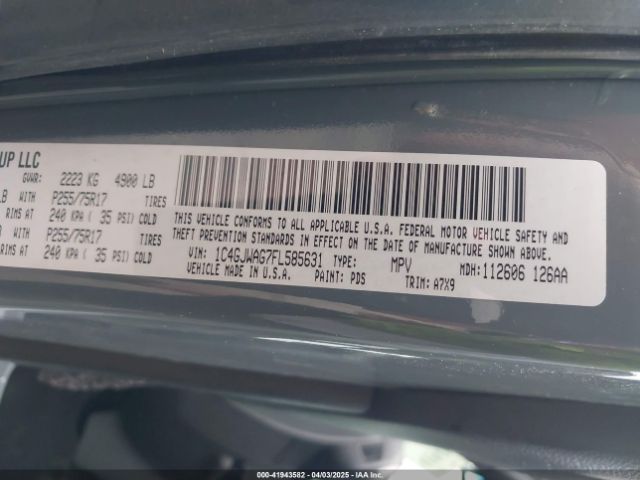 UP LLC
GVWR: 2223 KG 4900 LB
LB WITH P255/75R17 TIRES
RIMS AT 240 KPA ( 35 PSI) COLD
WITH P255/75R17 TIRES
RIMS AT 240 KPA ( 35 PSI) COLD
THIS VEHICLE CONFORMS TO ALL APPLICABLE U.S.A. FEDERAL MOTOR VEHICLE SAFETY AND
THEFT PREVENTION STANDARDS IN EFFECT ON THE DATE OF MANUFACTURE SHOWN ABOVE.
VIN: 1C4GJWAG7FL585631 TYPE: MPV MDH:112606 126AA
VEHICLE MADE IN U.S.A. PAINT: PDS TRIM: A7X9
000-41943582 - 04/03/2025 - IAAI.CA